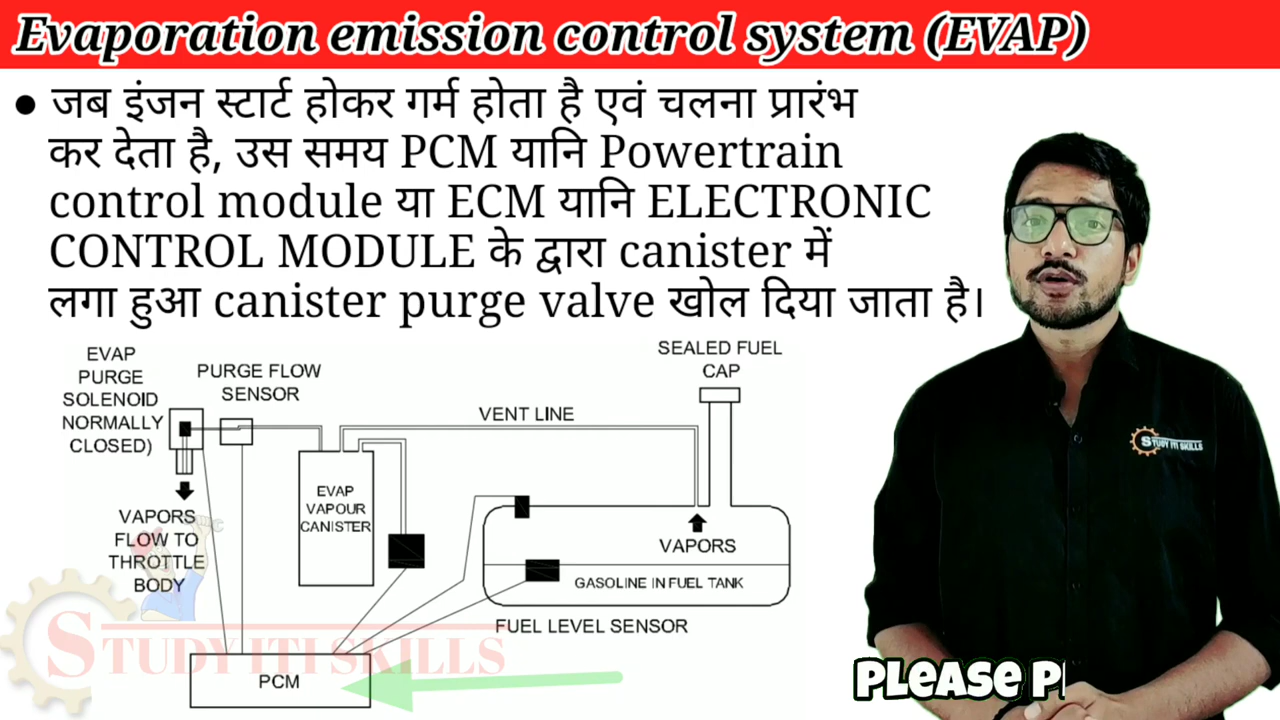 Evaporation emission control system (EVAP)
● जब इंजन स्टार्ट होकर गर्म होता है एवं चलना प्रारंभ
कर देता है, उस समय PCM यानि Powertrain
control module या ECM यानि ELECTRONIC
CONTROL MODULE के द्वारा canister में
लगा हुआ canister purge valve खोल दिया जाता है।
EVAP
PURGE
SOLENOID
NORMALLY
CLOSED)
PURGE FLOW
SENSOR
VENT LINE
SEALED FUEL
CAP
EVAP
VAPOUR
CANISTER
VAPORS
FLOW TO
THROTTLE
BODY
VAPORS
GASOLINE IN FUEL TANK
FUEL LEVEL SENSOR
PCM
STUDY ITI SKILLS
STUDY ITI SKILLS
PLEASE P